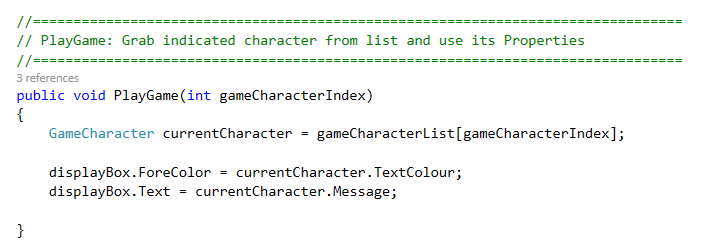 //================================================================================
// PlayGame: Grab indicated character from list and use its Properties
//================================================================================
3 references
public void PlayGame(int gameCharacterIndex)
{
    GameCharacter currentCharacter = gameCharacterList[gameCharacterIndex];
    displayBox.ForeColor = currentCharacter.TextColour;
    displayBox.Text = currentCharacter.Message;
}